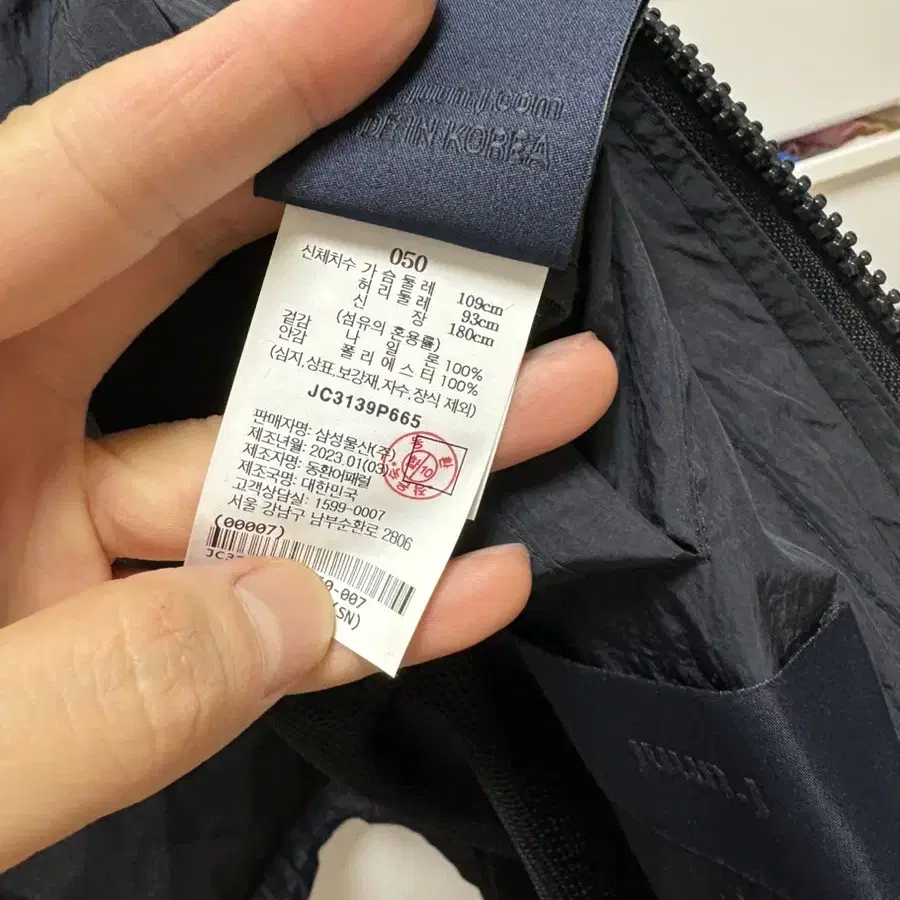 .com
MADE IN KOREA
050
신체치수 가슴둘레 109cm
허리둘레 93cm
신장 180cm
(섬유의 혼용률)
겉감 나일론 100%
안감 폴리에스터 100%
(심지,상표,보강재,자수,장식 제외)
JC3139P665
판매자명: 삼성물산(주)
제조년월: 2023 01(03)
제조자명: 동환어패럴
제조국명: 대한민국
고객상담실: 1599-0007
서울 강남구 남부순환로 2806
(00007)
0-007
(SN)